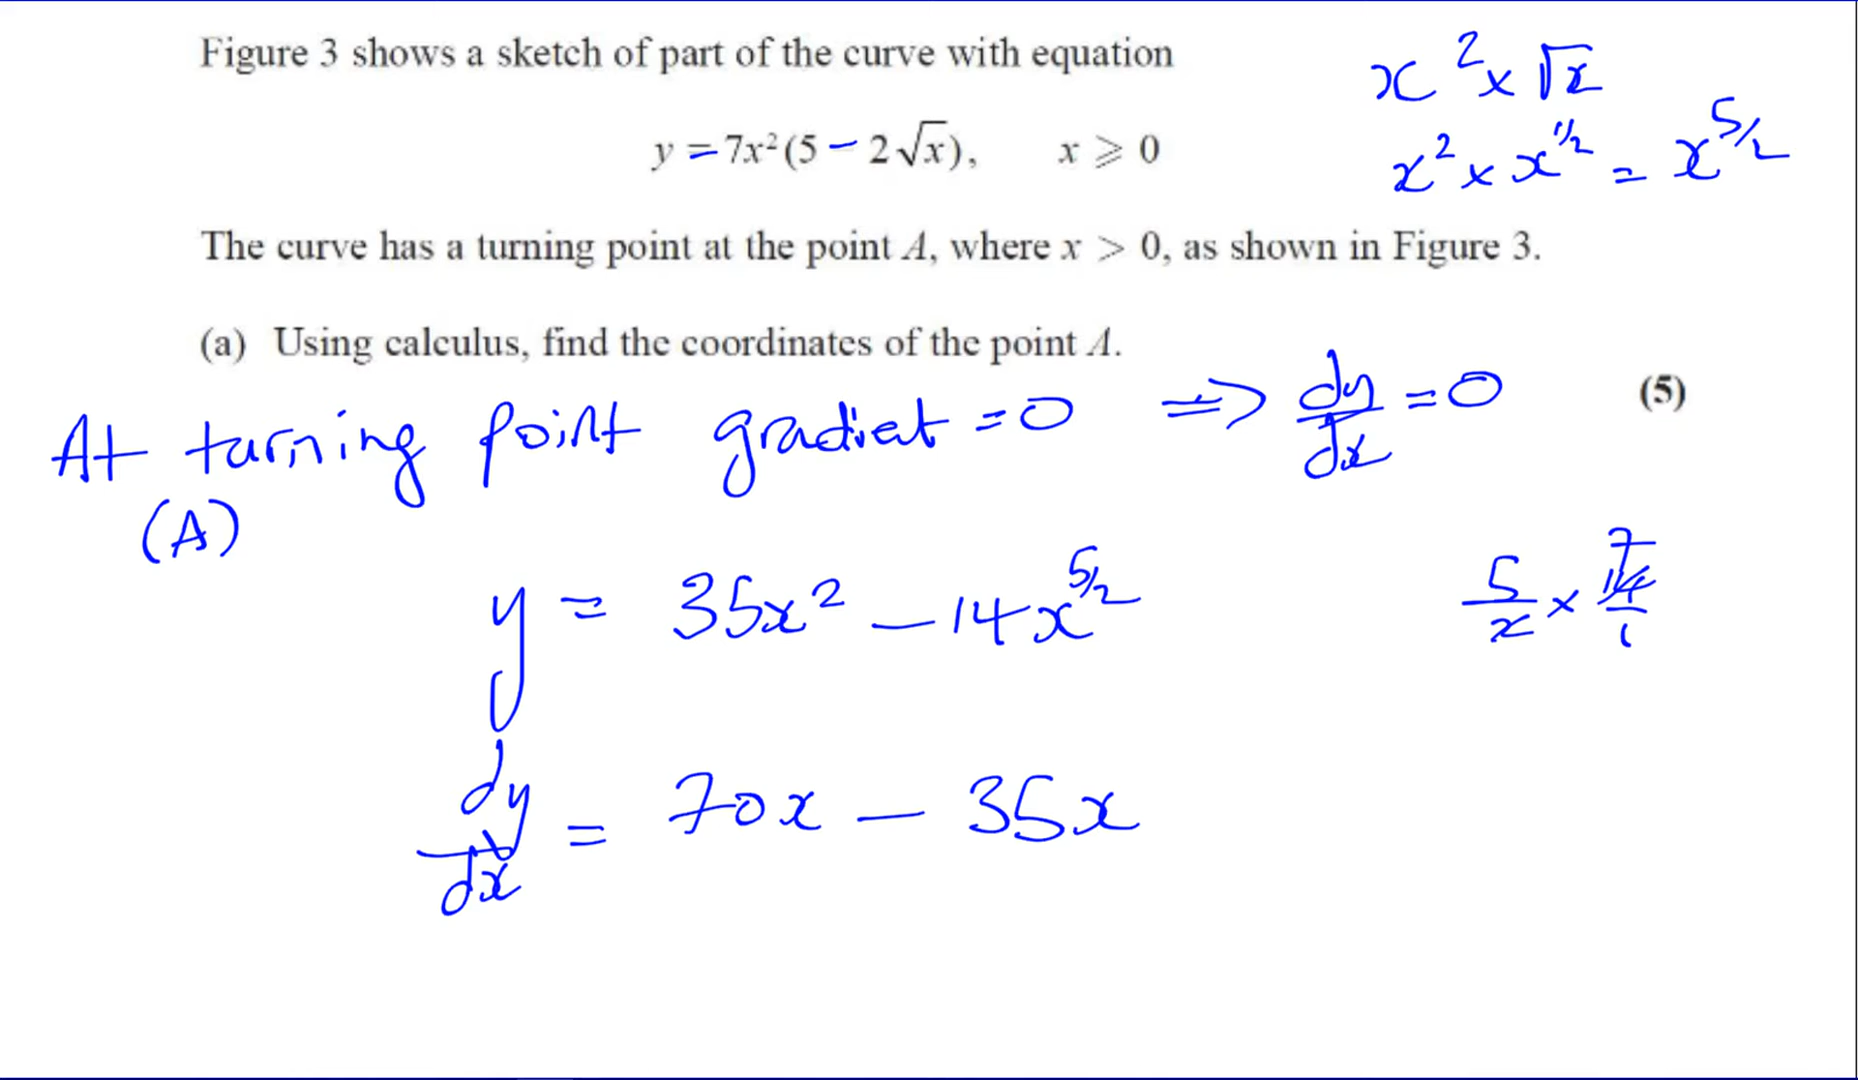 Figure 3 shows a sketch of part of the curve with equation
x² × √x
y = 7x²(5 − 2√x), x ⩾ 0
x² × x^1/2 = x^5/2
The curve has a turning point at the point A, where x > 0, as shown in Figure 3.
(a) Using calculus, find the coordinates of the point A.
(5)
At turning point gradiet = 0 ⇒ dy/dx = 0
(A)
y = 35x² − 14x^5/2
5/2 × 14/1
7
dy/dx = 70x − 35x